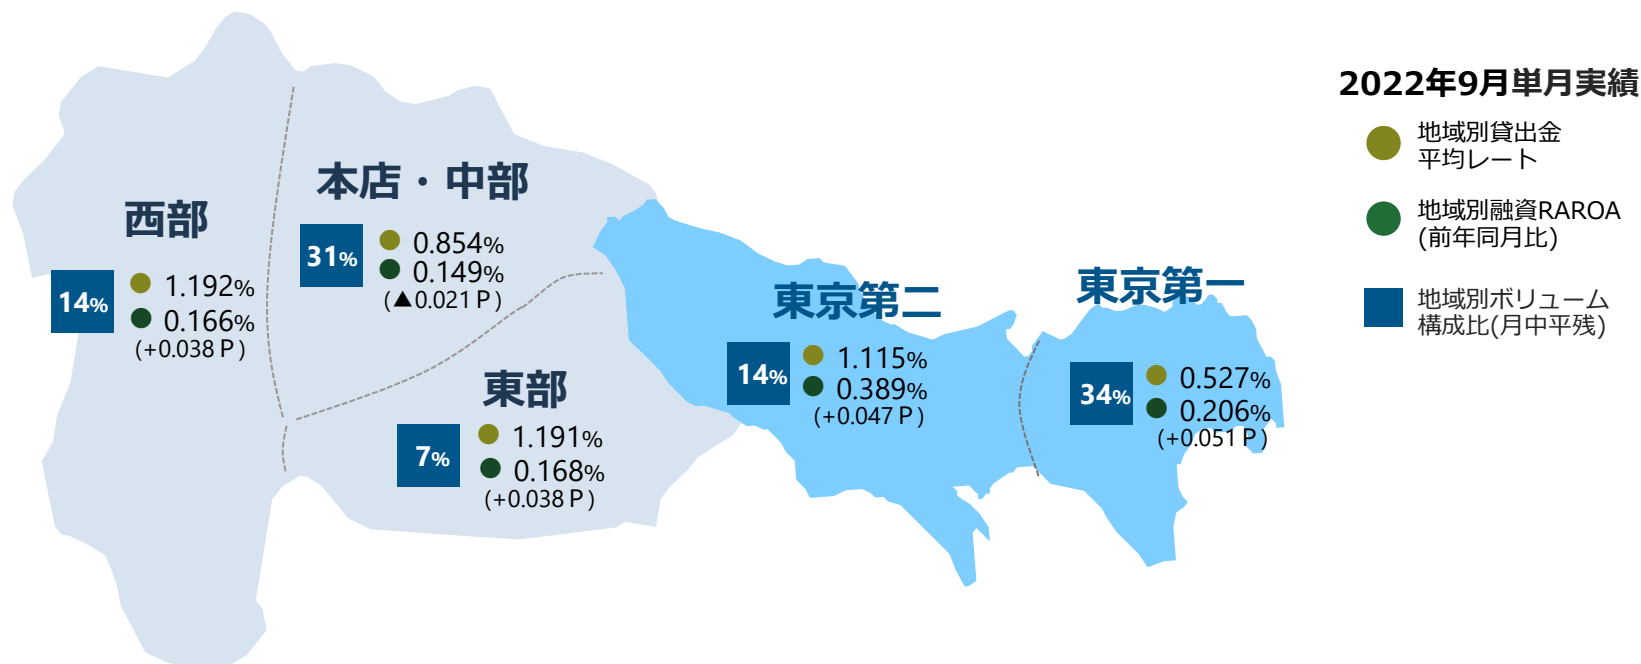 2022年9月単月実績
地域別貸出金
平均レート
地域別融資RAROA
(前年同月比)
地域別ボリューム
構成比(月中平残)
西部
14%
1.192%
0.166%
(+0.038Ｐ)
本店・中部
31%
0.854%
0.149%
(▲0.021Ｐ)
東部
7%
1.191%
0.168%
(+0.038Ｐ)
東京第二
14%
1.115%
0.389%
(+0.047Ｐ)
東京第一
34%
0.527%
0.206%
(+0.051Ｐ)